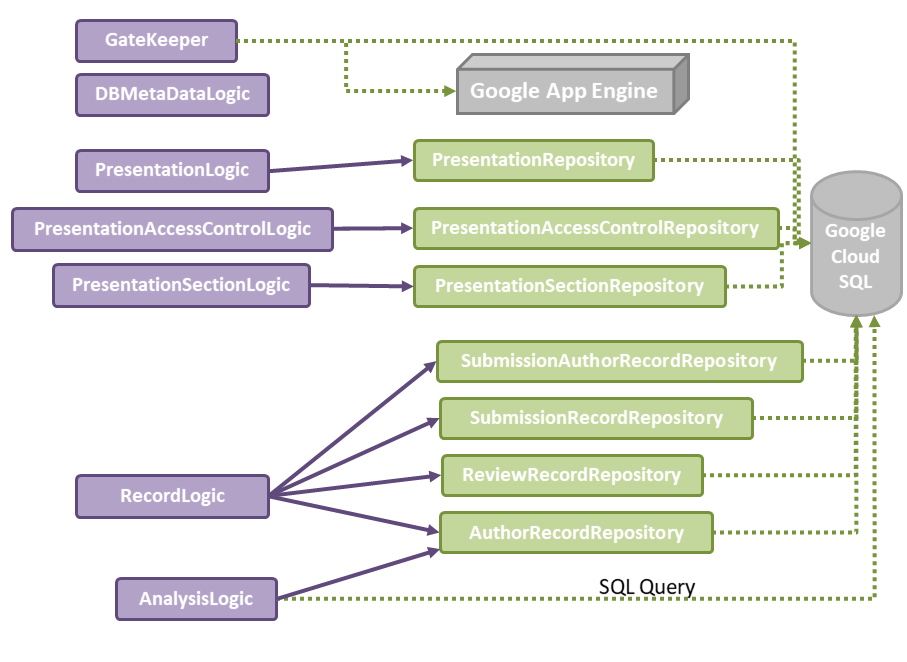 GateKeeper
DBMetaDataLogic
Google App Engine
PresentationLogic
PresentationRepository
PresentationAccessControlLogic
PresentationAccessControlRepository
Google
Cloud
SQL
PresentationSectionLogic
PresentationSectionRepository
SubmissionAuthorRecordRepository
SubmissionRecordRepository
ReviewRecordRepository
RecordLogic
AuthorRecordRepository
AnalysisLogic
SQL Query